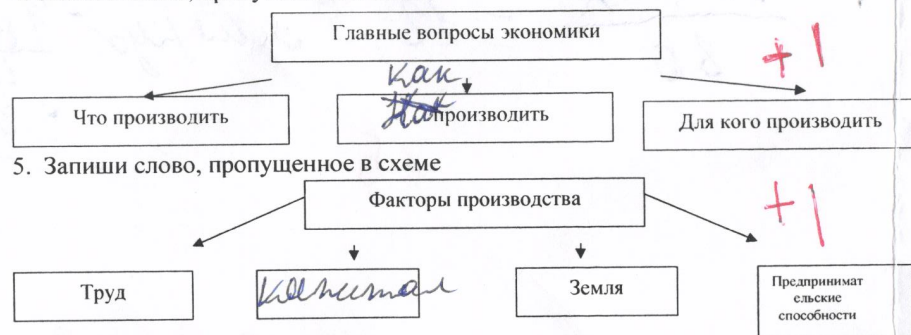 Главные вопросы экономики
+1
как
Что производить
производить
Для кого производить
5. Запиши слово, пропущенное в схеме
Факторы производства
+1
Труд
капитал
Земля
Предпринимат
ельские
способности